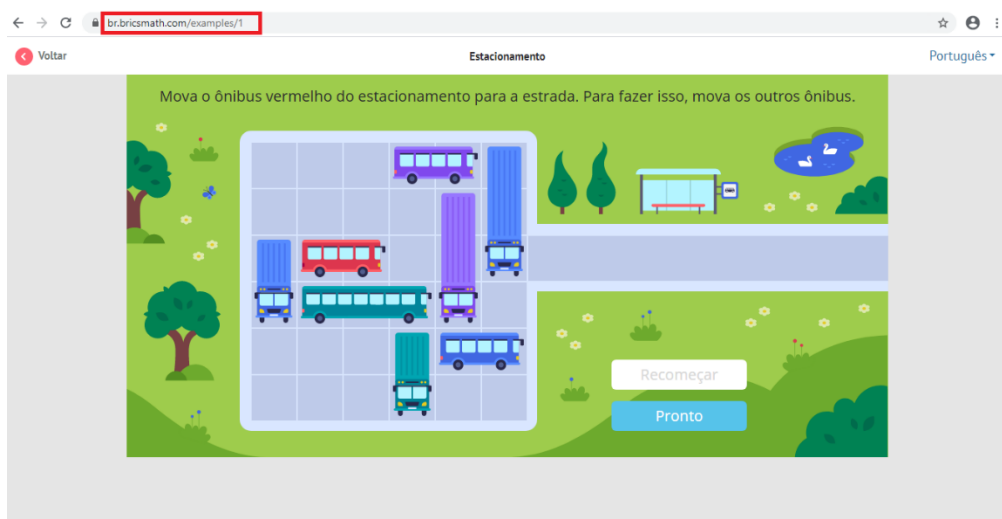 br.bricsmath.com/examples/1
Voltar
Estacionamento
Português
Mova o ônibus vermelho do estacionamento para a estrada. Para fazer isso, mova os outros ônibus.
Recomeçar
Pronto